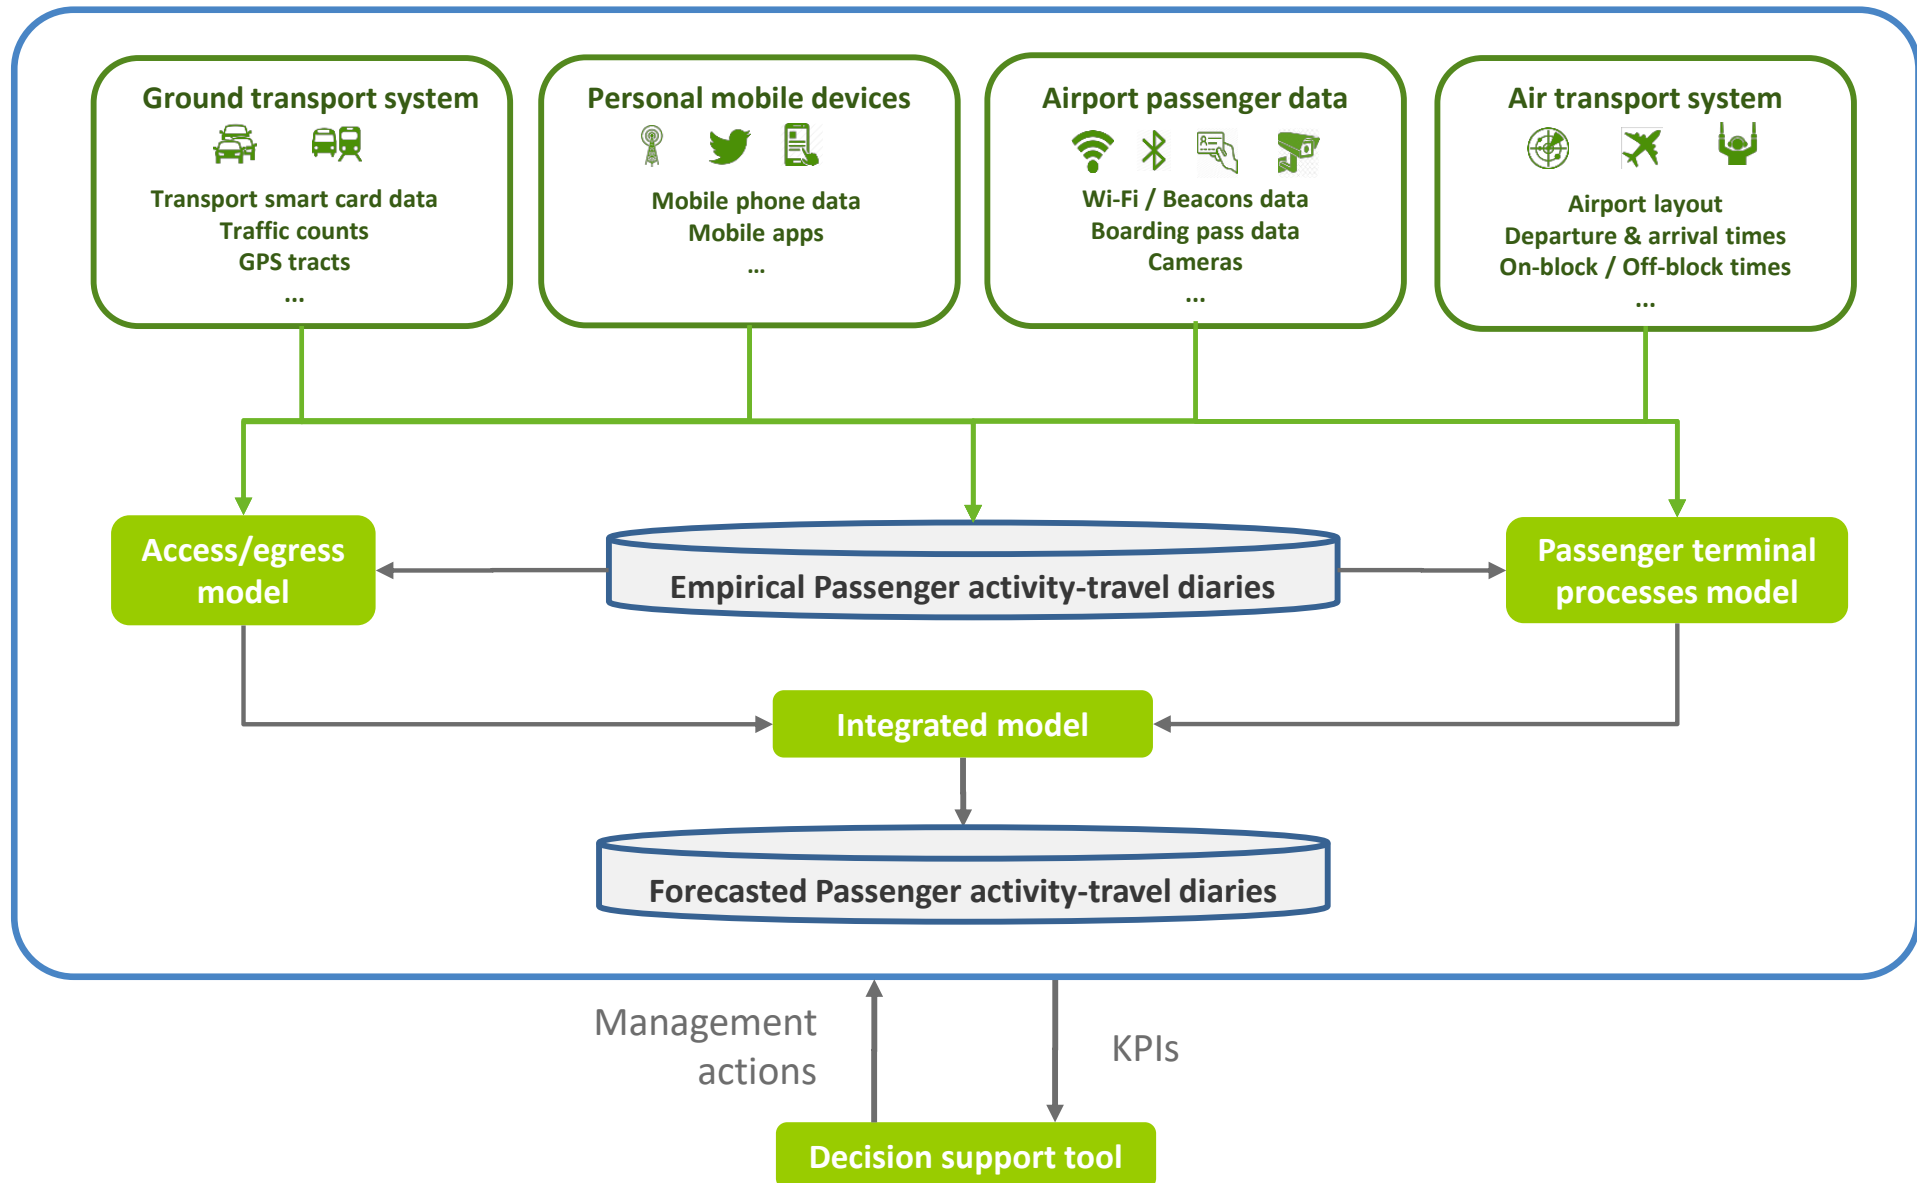 Ground transport system
Transport smart card data
Traffic counts
GPS tracts
...
Personal mobile devices
Mobile phone data
Mobile apps
...
Airport passenger data
Wi-Fi / Beacons data
Boarding pass data
Cameras
...
Air transport system
Airport layout
Departure & arrival times
On-block / Off-block times
...
Access/egress
model
Empirical Passenger activity-travel diaries
Passenger terminal
processes model
Integrated model
Forecasted Passenger activity-travel diaries
Management
actions
KPIs
Decision support tool